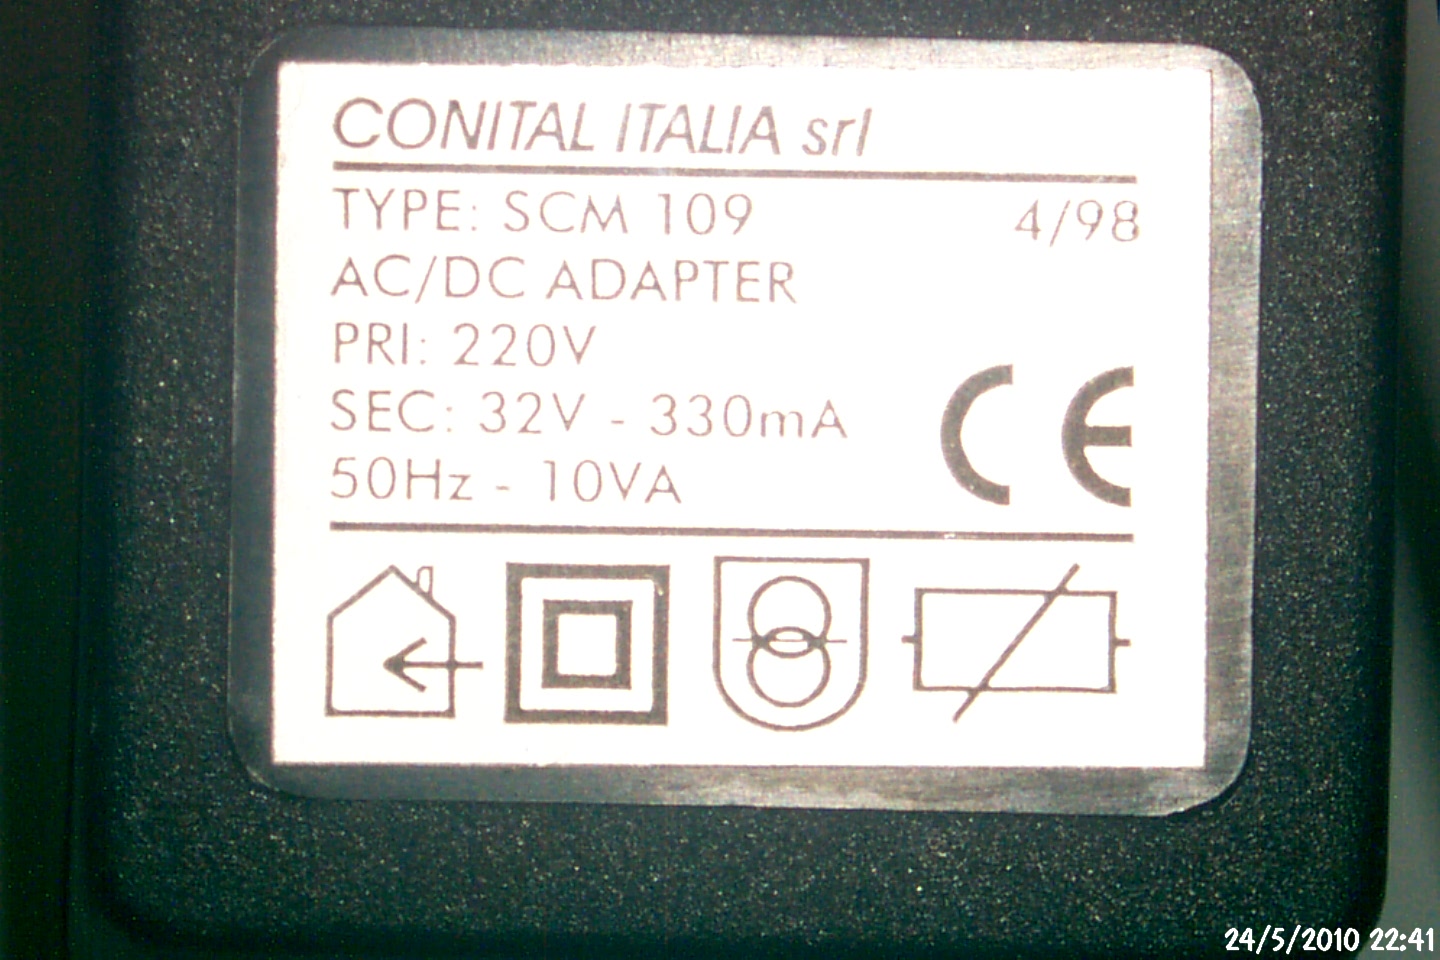 CONITAL ITALIA srl
TYPE: SCM 109 4/98
AC/DC ADAPTER
PRI: 220V
SEC: 32V - 330mA
50Hz - 10VA
CE
24/5/2010 22:41